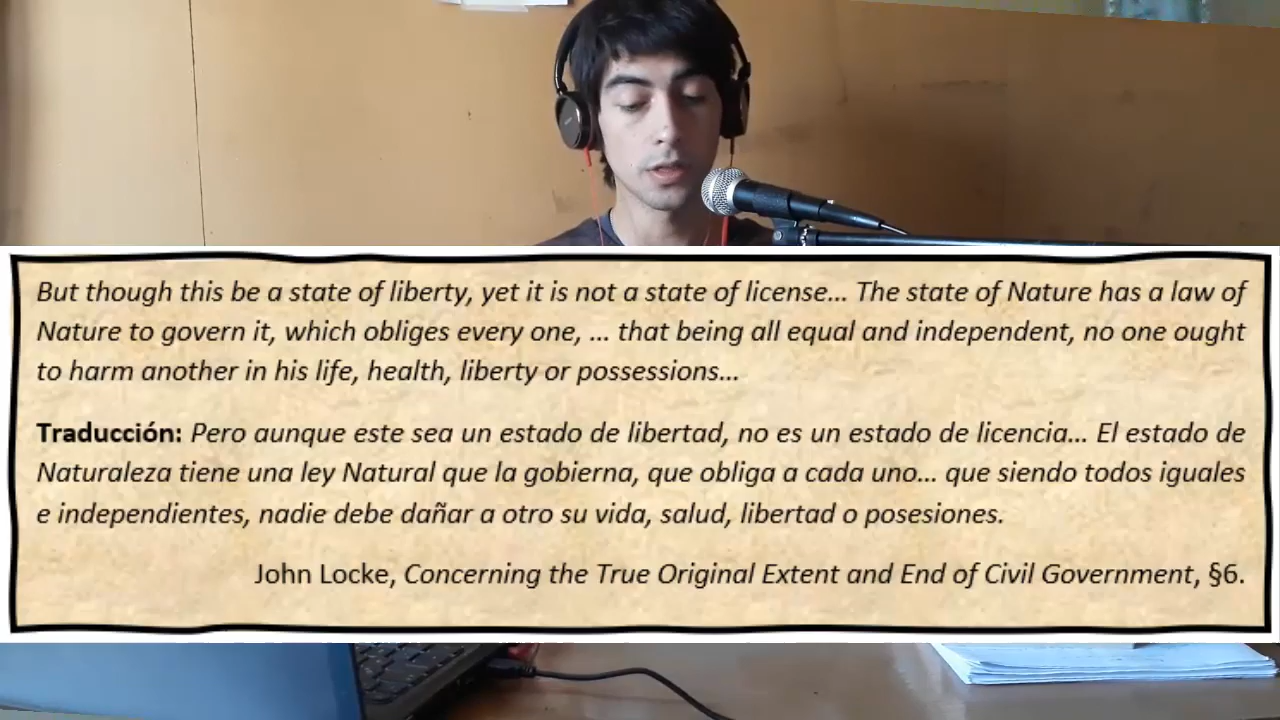 But though this be a state of liberty, yet it is not a state of license... The state of Nature has a law of
Nature to govern it, which obliges every one, ... that being all equal and independent, no one ought
to harm another in his life, health, liberty or possessions...
Traducción: Pero aunque este sea un estado de libertad, no es un estado de licencia... El estado de
Naturaleza tiene una ley Natural que la gobierna, que obliga a cada uno... que siendo todos iguales
e independientes, nadie debe dañar a otro su vida, salud, libertad o posesiones.
John Locke, Concerning the True Original Extent and End of Civil Government, §6.